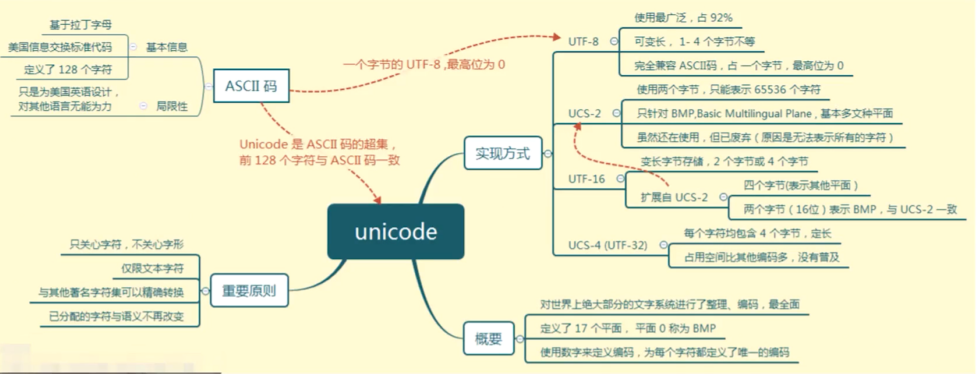 基于拉丁字母
美国信息交换标准代码
定义了 128 个字符
基本信息
只是为美国英语设计，
对其他语言无能为力
局限性
ASCII 码
一个字节的 UTF-8 ,最高位为 0
Unicode 是 ASCII 码的超集，
前 128 个字符与 ASCII 码一致
unicode
实现方式
UTF-8
使用最广泛，占 92%
可变长， 1- 4 个字节不等
完全兼容 ASCII码，占 一个字节，最高位为 0
UCS-2
使用两个字节，只能表示 65536 个字符
只针对 BMP,Basic Multilingual Plane , 基本多文种平面
虽然还在使用，但已废弃（原因是无法表示所有的字符）
UTF-16
变长字节存储，2 个字节或 4 个字节
扩展自 UCS-2
四个字节(表示其他平面 )
两个字节（16位）表示 BMP，与 UCS-2 一致
UCS-4 (UTF-32)
每个字符均包含 4 个字节，定长
占用空间比其他编码多，没有普及
重要原则
只关心字符，不关心字形
仅限文本字符
与其他著名字符集可以精确转换
已分配的字符与语义不再改变
概要
对世界上绝大部分的文字系统进行了整理、编码，最全面
定义了 17 个平面 ，平面 0 称为 BMP
使用数字来定义编码，为每个字符都定义了唯一的编码